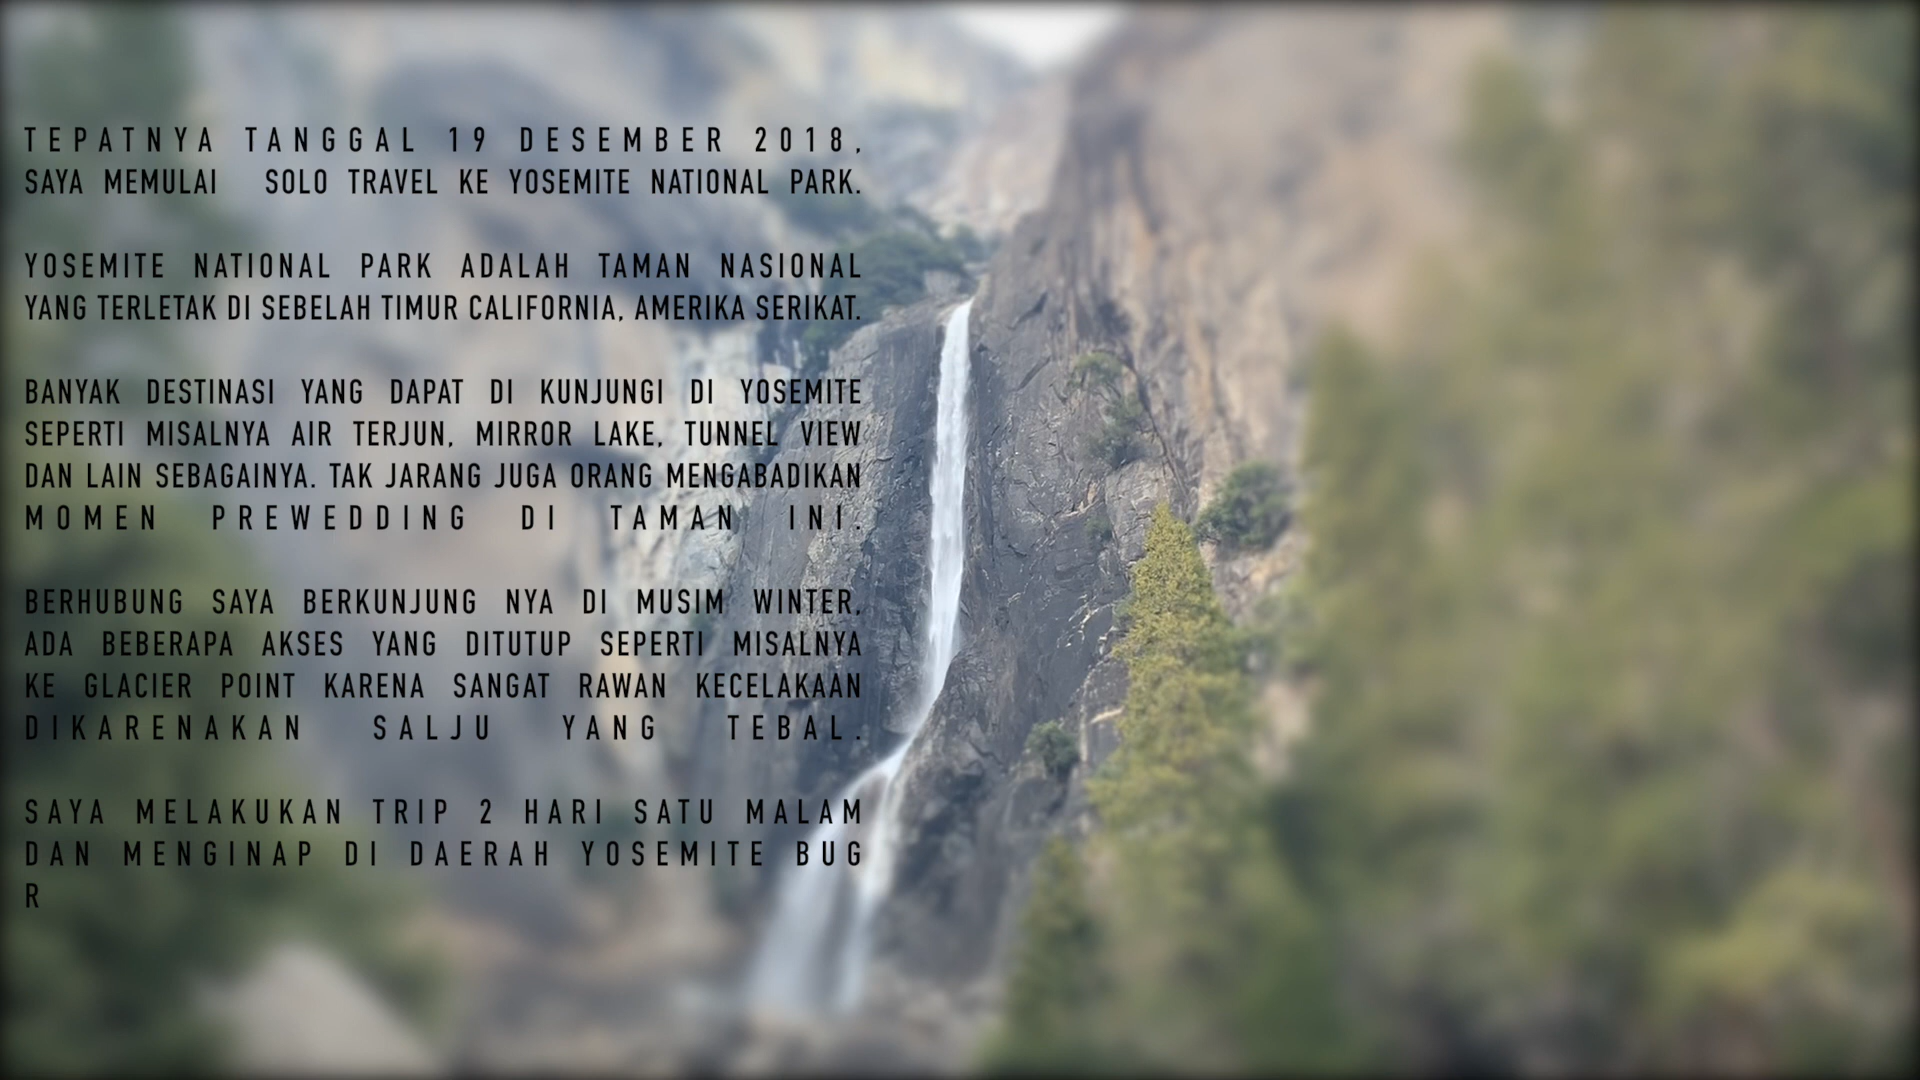 TEPATNYA TANGGAL 19 DESEMBER 2018,
SAYA MEMULAI SOLO TRAVEL KE YOSEMITE NATIONAL PARK.
YOSEMITE NATIONAL PARK ADALAH TAMAN NASIONAL
YANG TERLETAK DI SEBELAH TIMUR CALIFORNIA, AMERIKA SERIKAT.
BANYAK DESTINASI YANG DAPAT DI KUNJUNGI DI YOSEMITE
SEPERTI MISALNYA AIR TERJUN, MIRROR LAKE, TUNNEL VIEW
DAN LAIN SEBAGAINYA. TAK JARANG JUGA ORANG MENGABADIKAN
MOMEN PREWEDDING DI TAMAN INI.
BERHUBUNG SAYA BERKUNJUNG NYA DI MUSIM WINTER,
ADA BEBERAPA AKSES YANG DITUTUP SEPERTI MISALNYA
KE GLACIER POINT KARENA SANGAT RAWAN KECELAKAAN
DIKARENAKAN SALJU YANG TEBAL.
SAYA MELAKUKAN TRIP 2 HARI SATU MALAM
DAN MENGINAP DI DAERAH YOSEMITE BUG
R